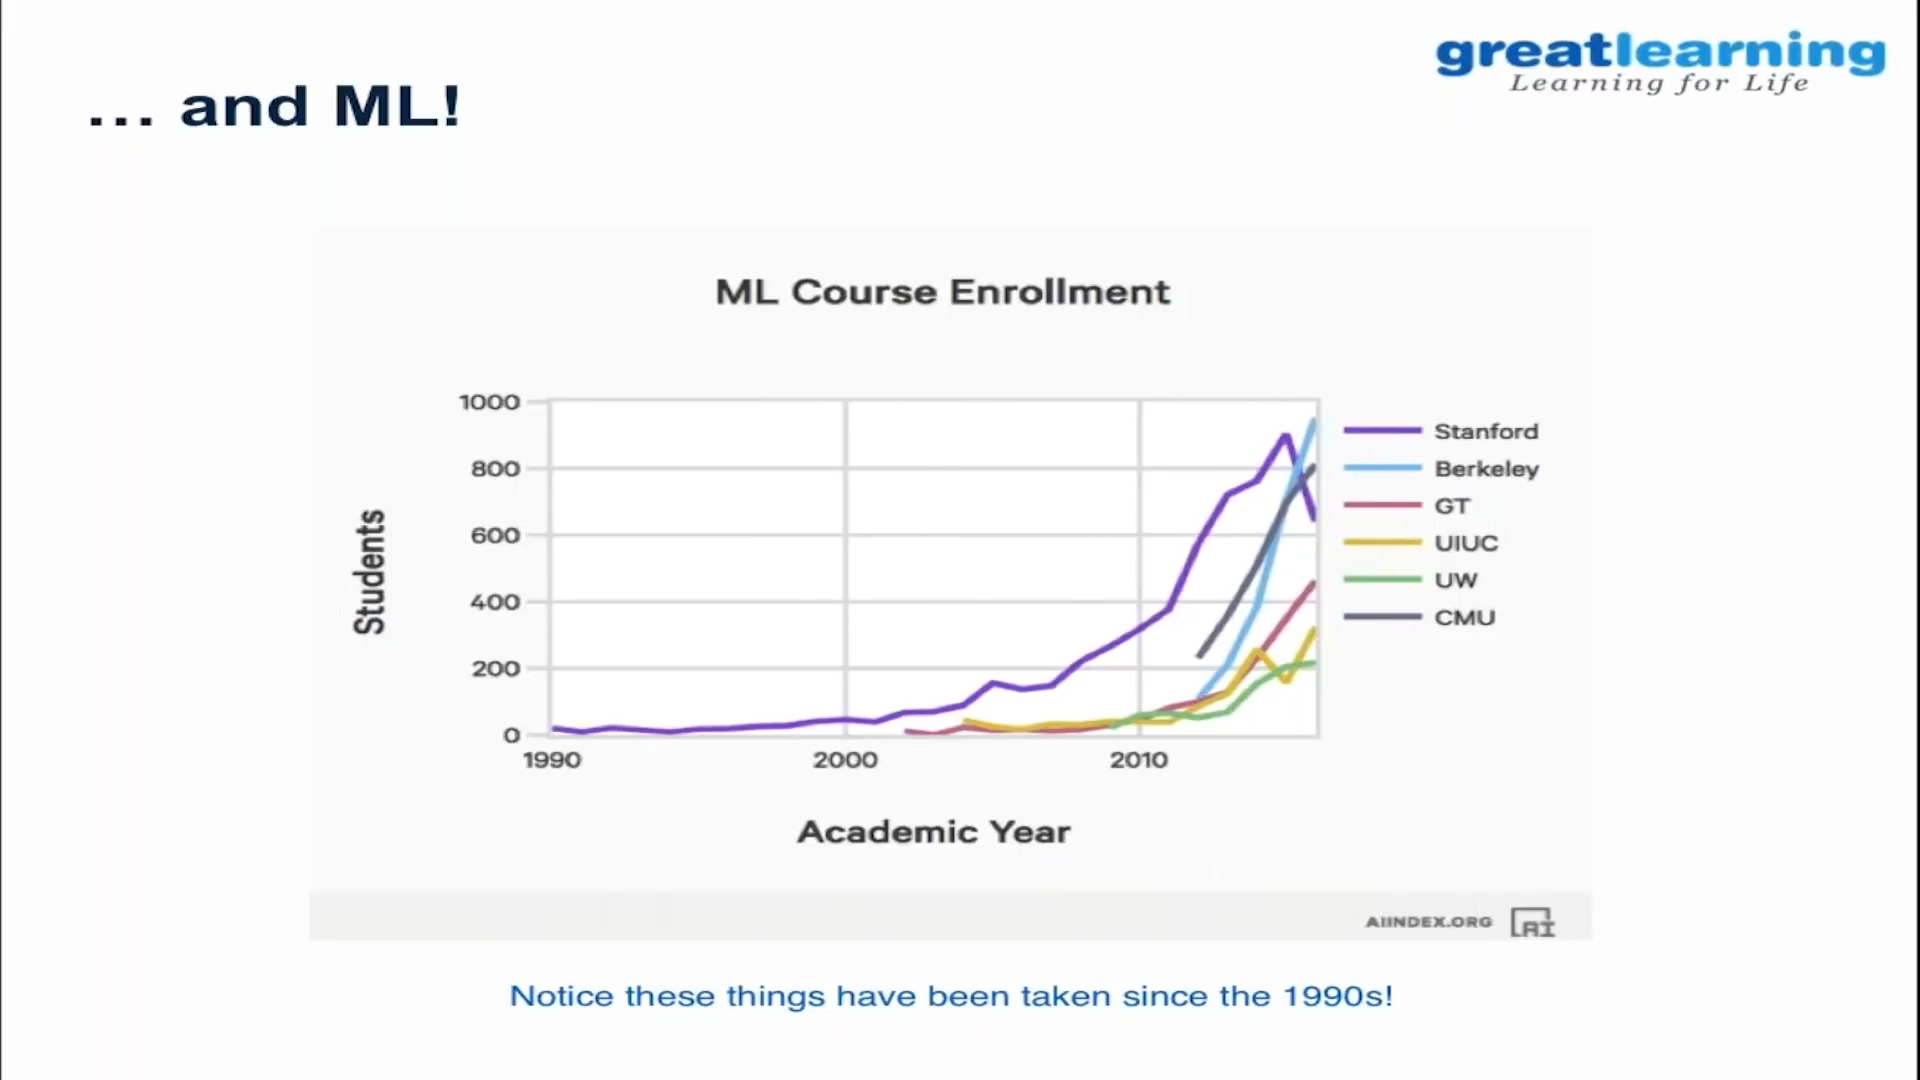 greatlearning
Learning for Life
... and ML!
ML Course Enrollment
1000
800
600
400
200
0
Students
1990 2000 2010
Academic Year
Stanford
Berkeley
GT
UIUC
UW
CMU
AIINDEX.ORG AI
Notice these things have been taken since the 1990s!